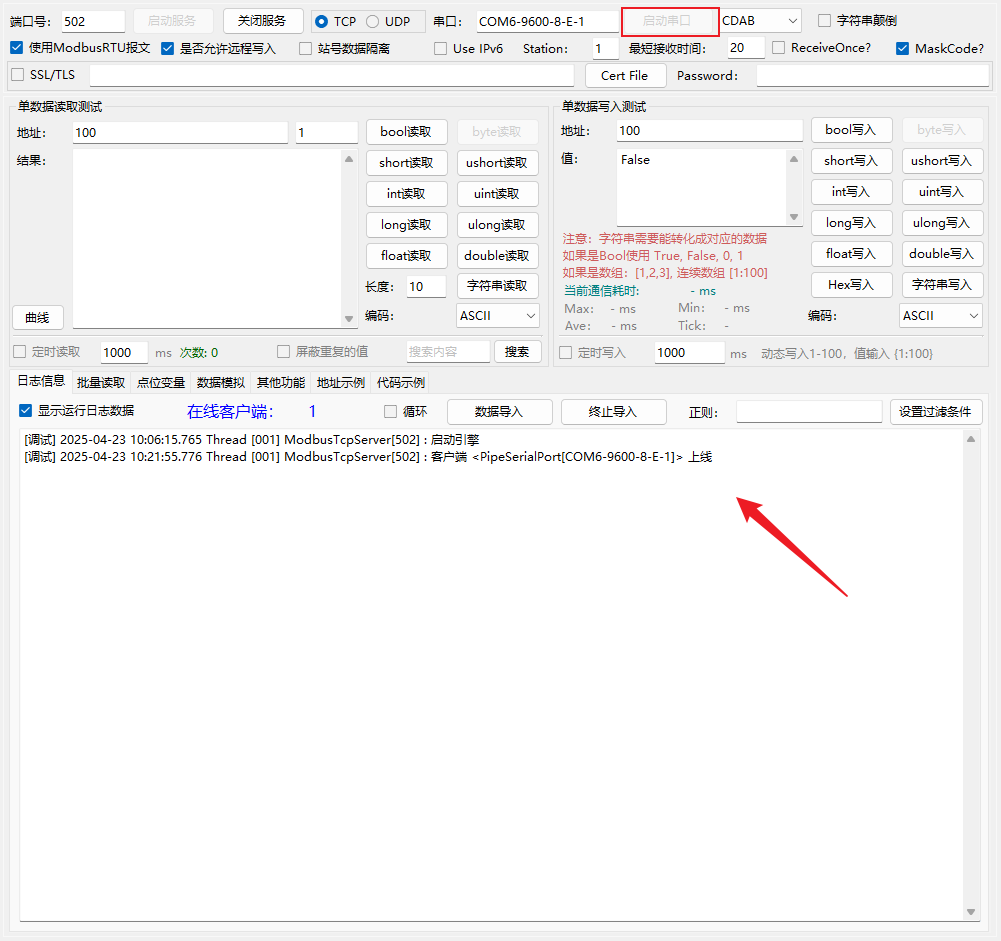 端口号: 502 启动服务 关闭服务 TCP UDP 串口: COM6-9600-8-E-1 启动串口 CDAB 字符串颠倒
使用ModbusRTU报文 是否允许远程写入 站号数据隔离 Use IPv6 Station: 1 最短接收时间: 20 ReceiveOnce? MaskCode?
SSL/TLS Cert File Password:
单数据读取测试
地址: 100 1 bool读取 byte读取
结果: short读取 ushort读取
int读取 uint读取
long读取 ulong读取
float读取 double读取
长度: 10 字符串读取
曲线 编码: ASCII
定时读取 1000 ms 次数: 0 屏蔽重复的值 搜索内容 搜索
单数据写入测试
地址: 100 bool写入 byte写入
值: False short写入 ushort写入
int写入 uint写入
long写入 ulong写入
注意：字符串需要能转化成对应的数据
如果是Bool使用 True, False, 0, 1 float写入 double写入
如果是数组：[1,2,3], 连续数组 [1:100]
当前通信耗时: - ms Hex写入 字符串写入
Max: - ms Min: - ms 编码: ASCII
Ave: - ms Tick: -
定时写入 1000 ms 动态写入1-100，值输入 {1:100}
日志信息 批量读取 点位变量 数据模拟 其他功能 地址示例 代码示例
显示运行日志数据 在线客户端: 1 循环 数据导入 终止导入 正则: 设置过滤条件
[调试] 2025-04-23 10:06:15.765 Thread [001] ModbusTcpServer[502] : 启动引擎
[调试] 2025-04-23 10:21:55.776 Thread [001] ModbusTcpServer[502] : 客户端 <PipeSerialPort[COM6-9600-8-E-1]> 上线